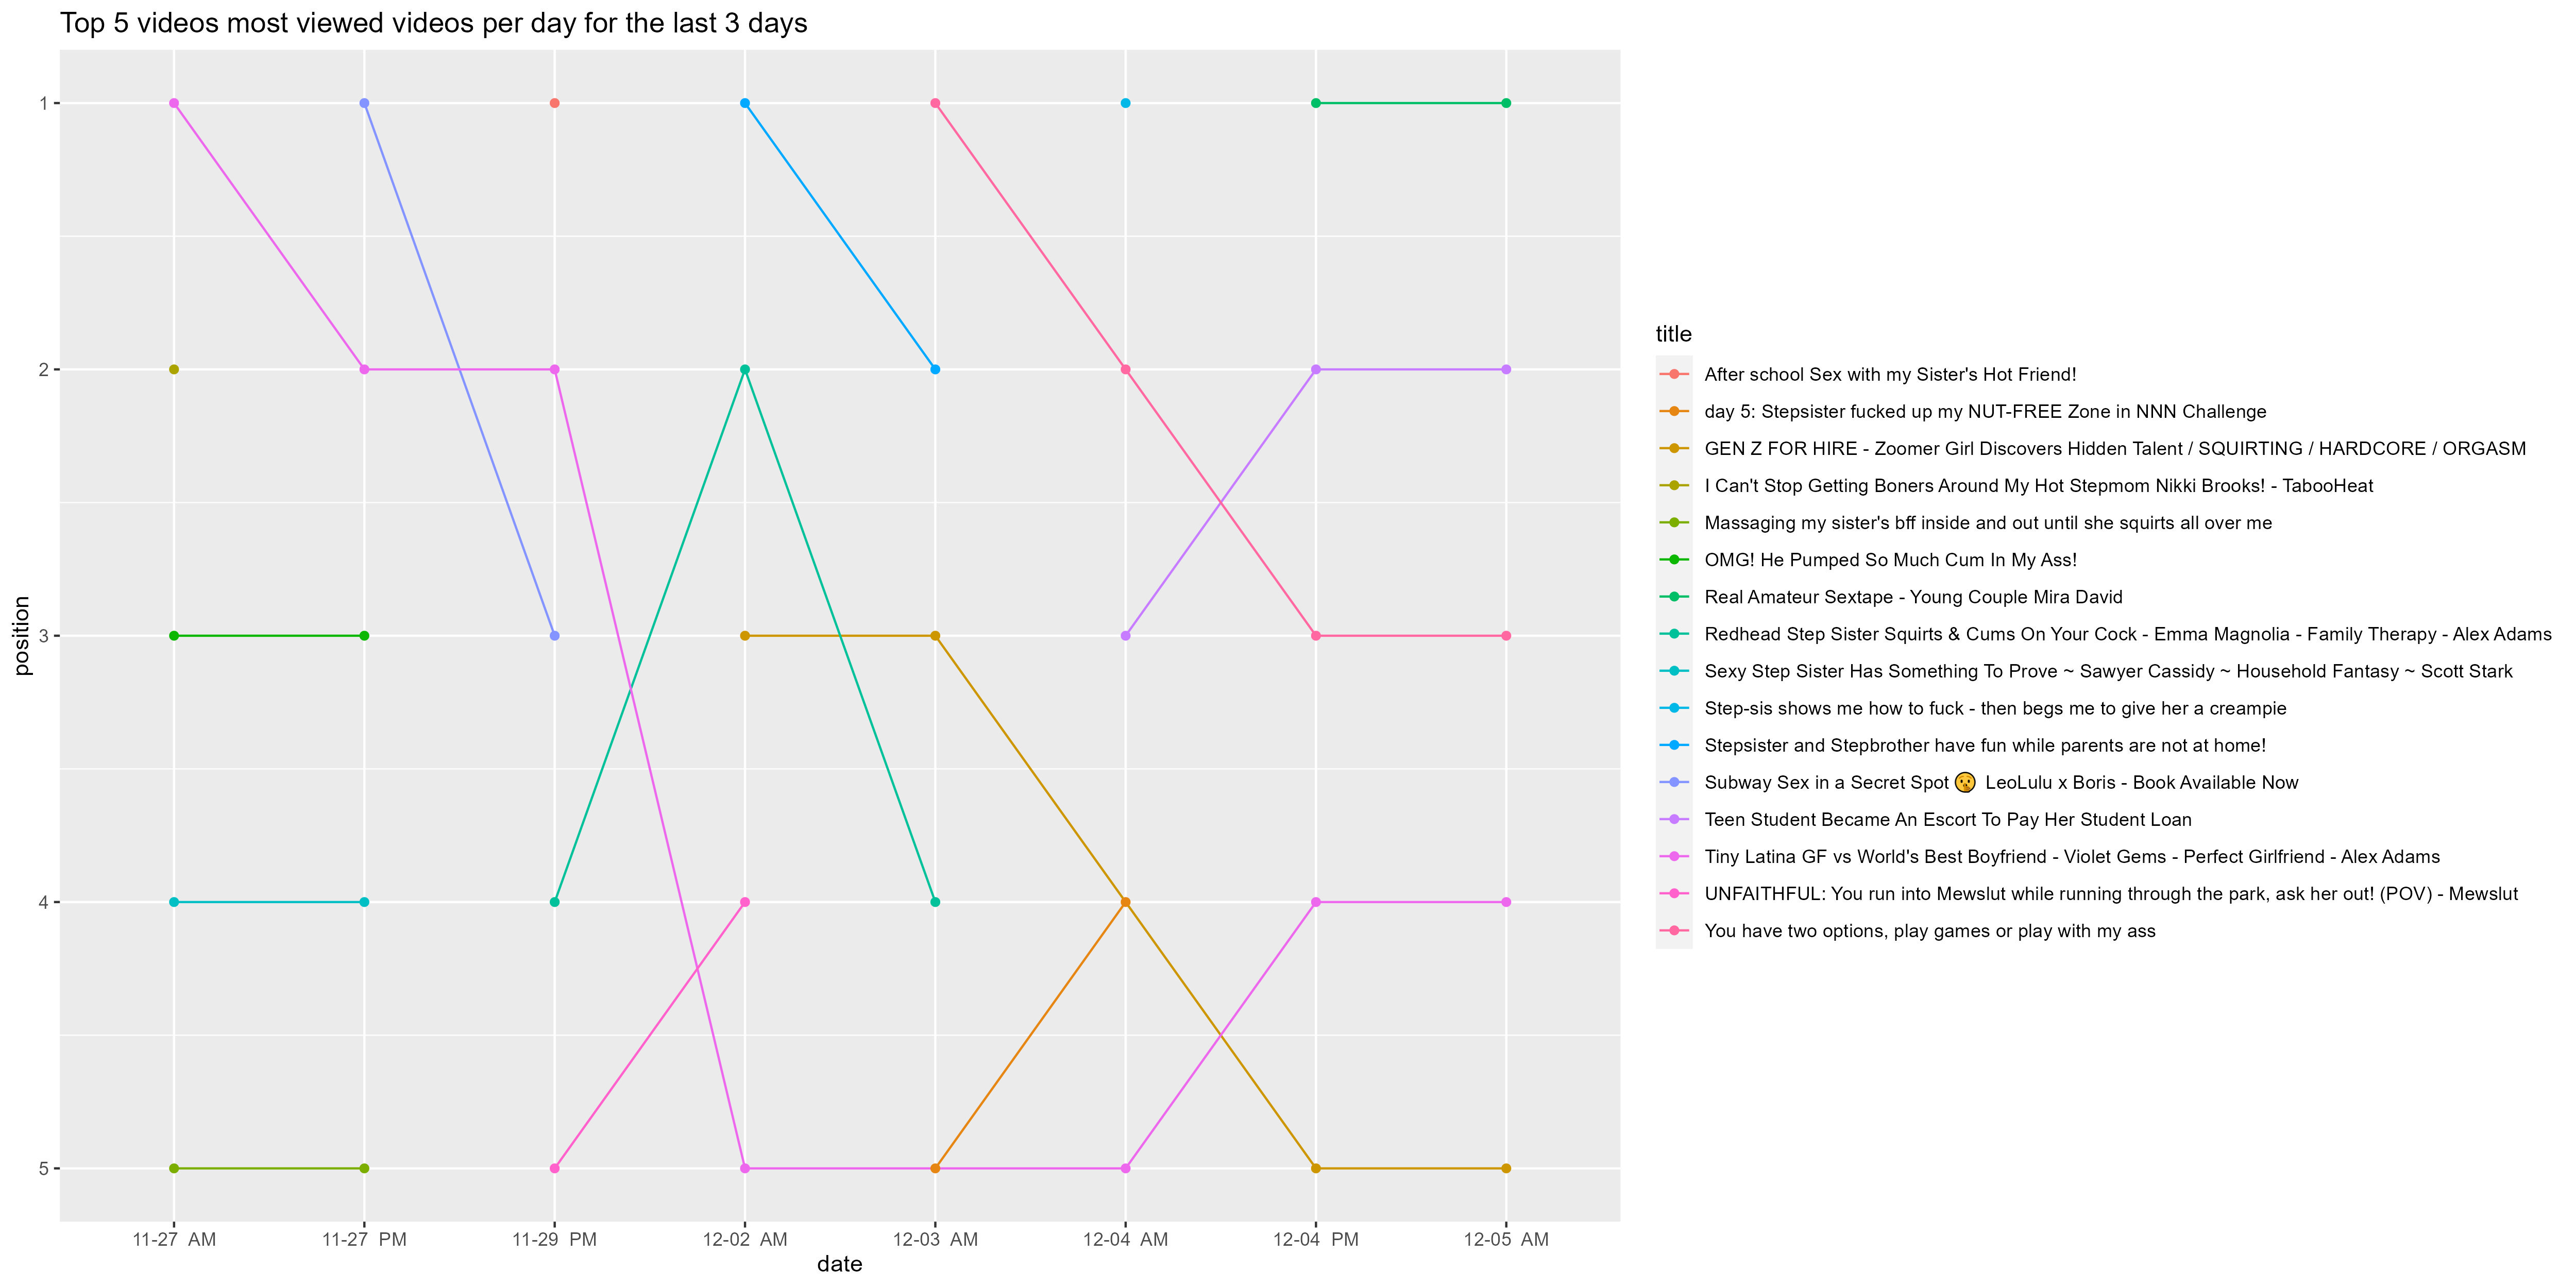 Top 5 videos most viewed videos per day for the last 3 days
position
1
2
3
4
5
11-27 AM
11-27 PM
11-29 PM
12-02 AM
12-03 AM
12-04 AM
12-04 PM
12-05 AM
date
title
After school Sex with my Sister's Hot Friend!
day 5: Stepsister fucked up my NUT-FREE Zone in NNN Challenge
GEN Z FOR HIRE - Zoomer Girl Discovers Hidden Talent / SQUIRTING / HARDCORE / ORGASM
I Can't Stop Getting Boners Around My Hot Stepmom Nikki Brooks! - TabooHeat
Massaging my sister's bff inside and out until she squirts all over me
OMG! He Pumped So Much Cum In My Ass!
Real Amateur Sextape - Young Couple Mira David
Redhead Step Sister Squirts & Cums On Your Cock - Emma Magnolia - Family Therapy - Alex Adams
Sexy Step Sister Has Something To Prove ~ Sawyer Cassidy ~ Household Fantasy ~ Scott Stark
Step-sis shows me how to fuck - then begs me to give her a creampie
Stepsister and Stepbrother have fun while parents are not at home!
Subway Sex in a Secret Spot 🤫 LeoLulu x Boris - Book Available Now
Teen Student Became An Escort To Pay Her Student Loan
Tiny Latina GF vs World's Best Boyfriend - Violet Gems - Perfect Girlfriend - Alex Adams
UNFAITHFUL: You run into Mewslut while running through the park, ask her out! (POV) - Mewslut
You have two options, play games or play with my ass